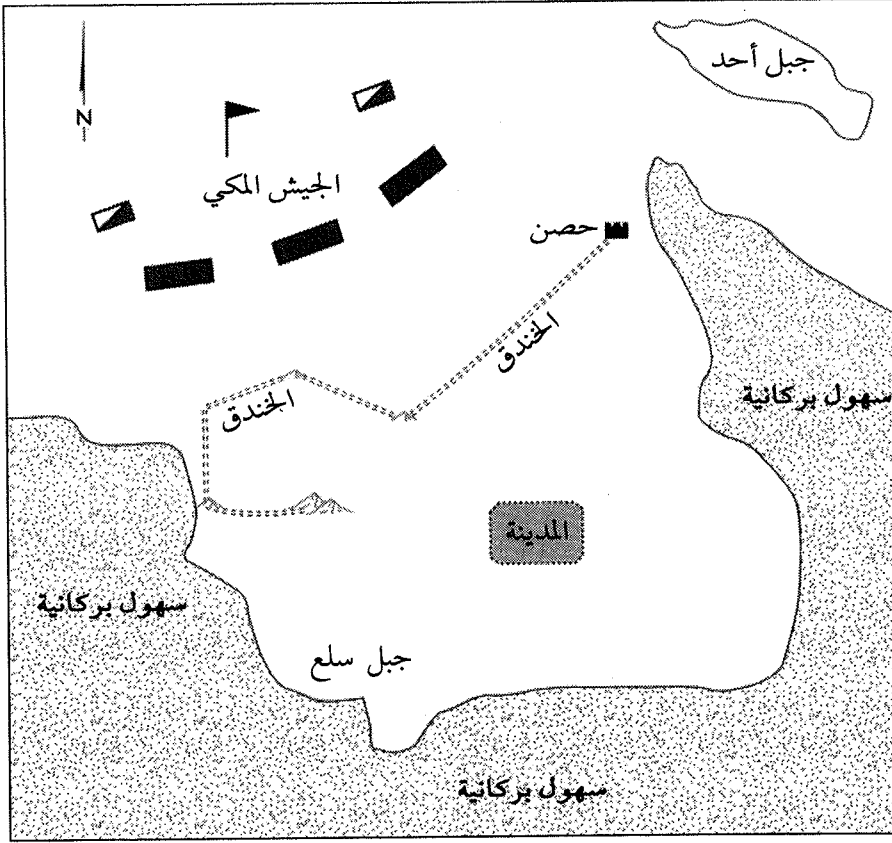 جبل أحد
N
الجيش المكي
حصن
الخندق
الخندق
سهول بركانية
المدينة
سهول بركانية
جبل سلع
سهول بركانية